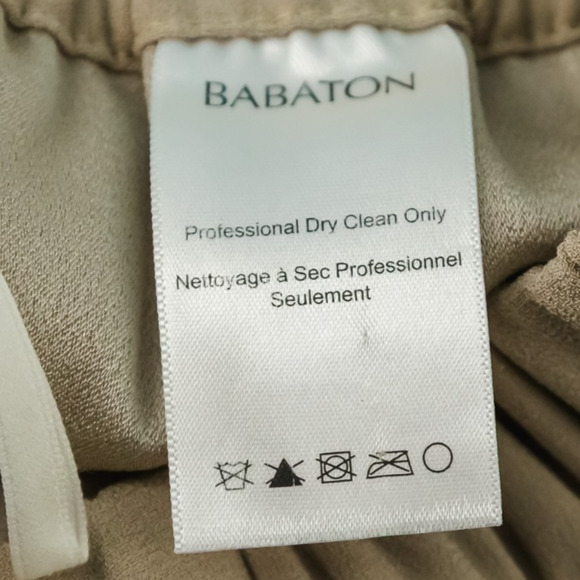 BABATON
Professional Dry Clean Only
Nettoyage à Sec Professionnel
Seulement